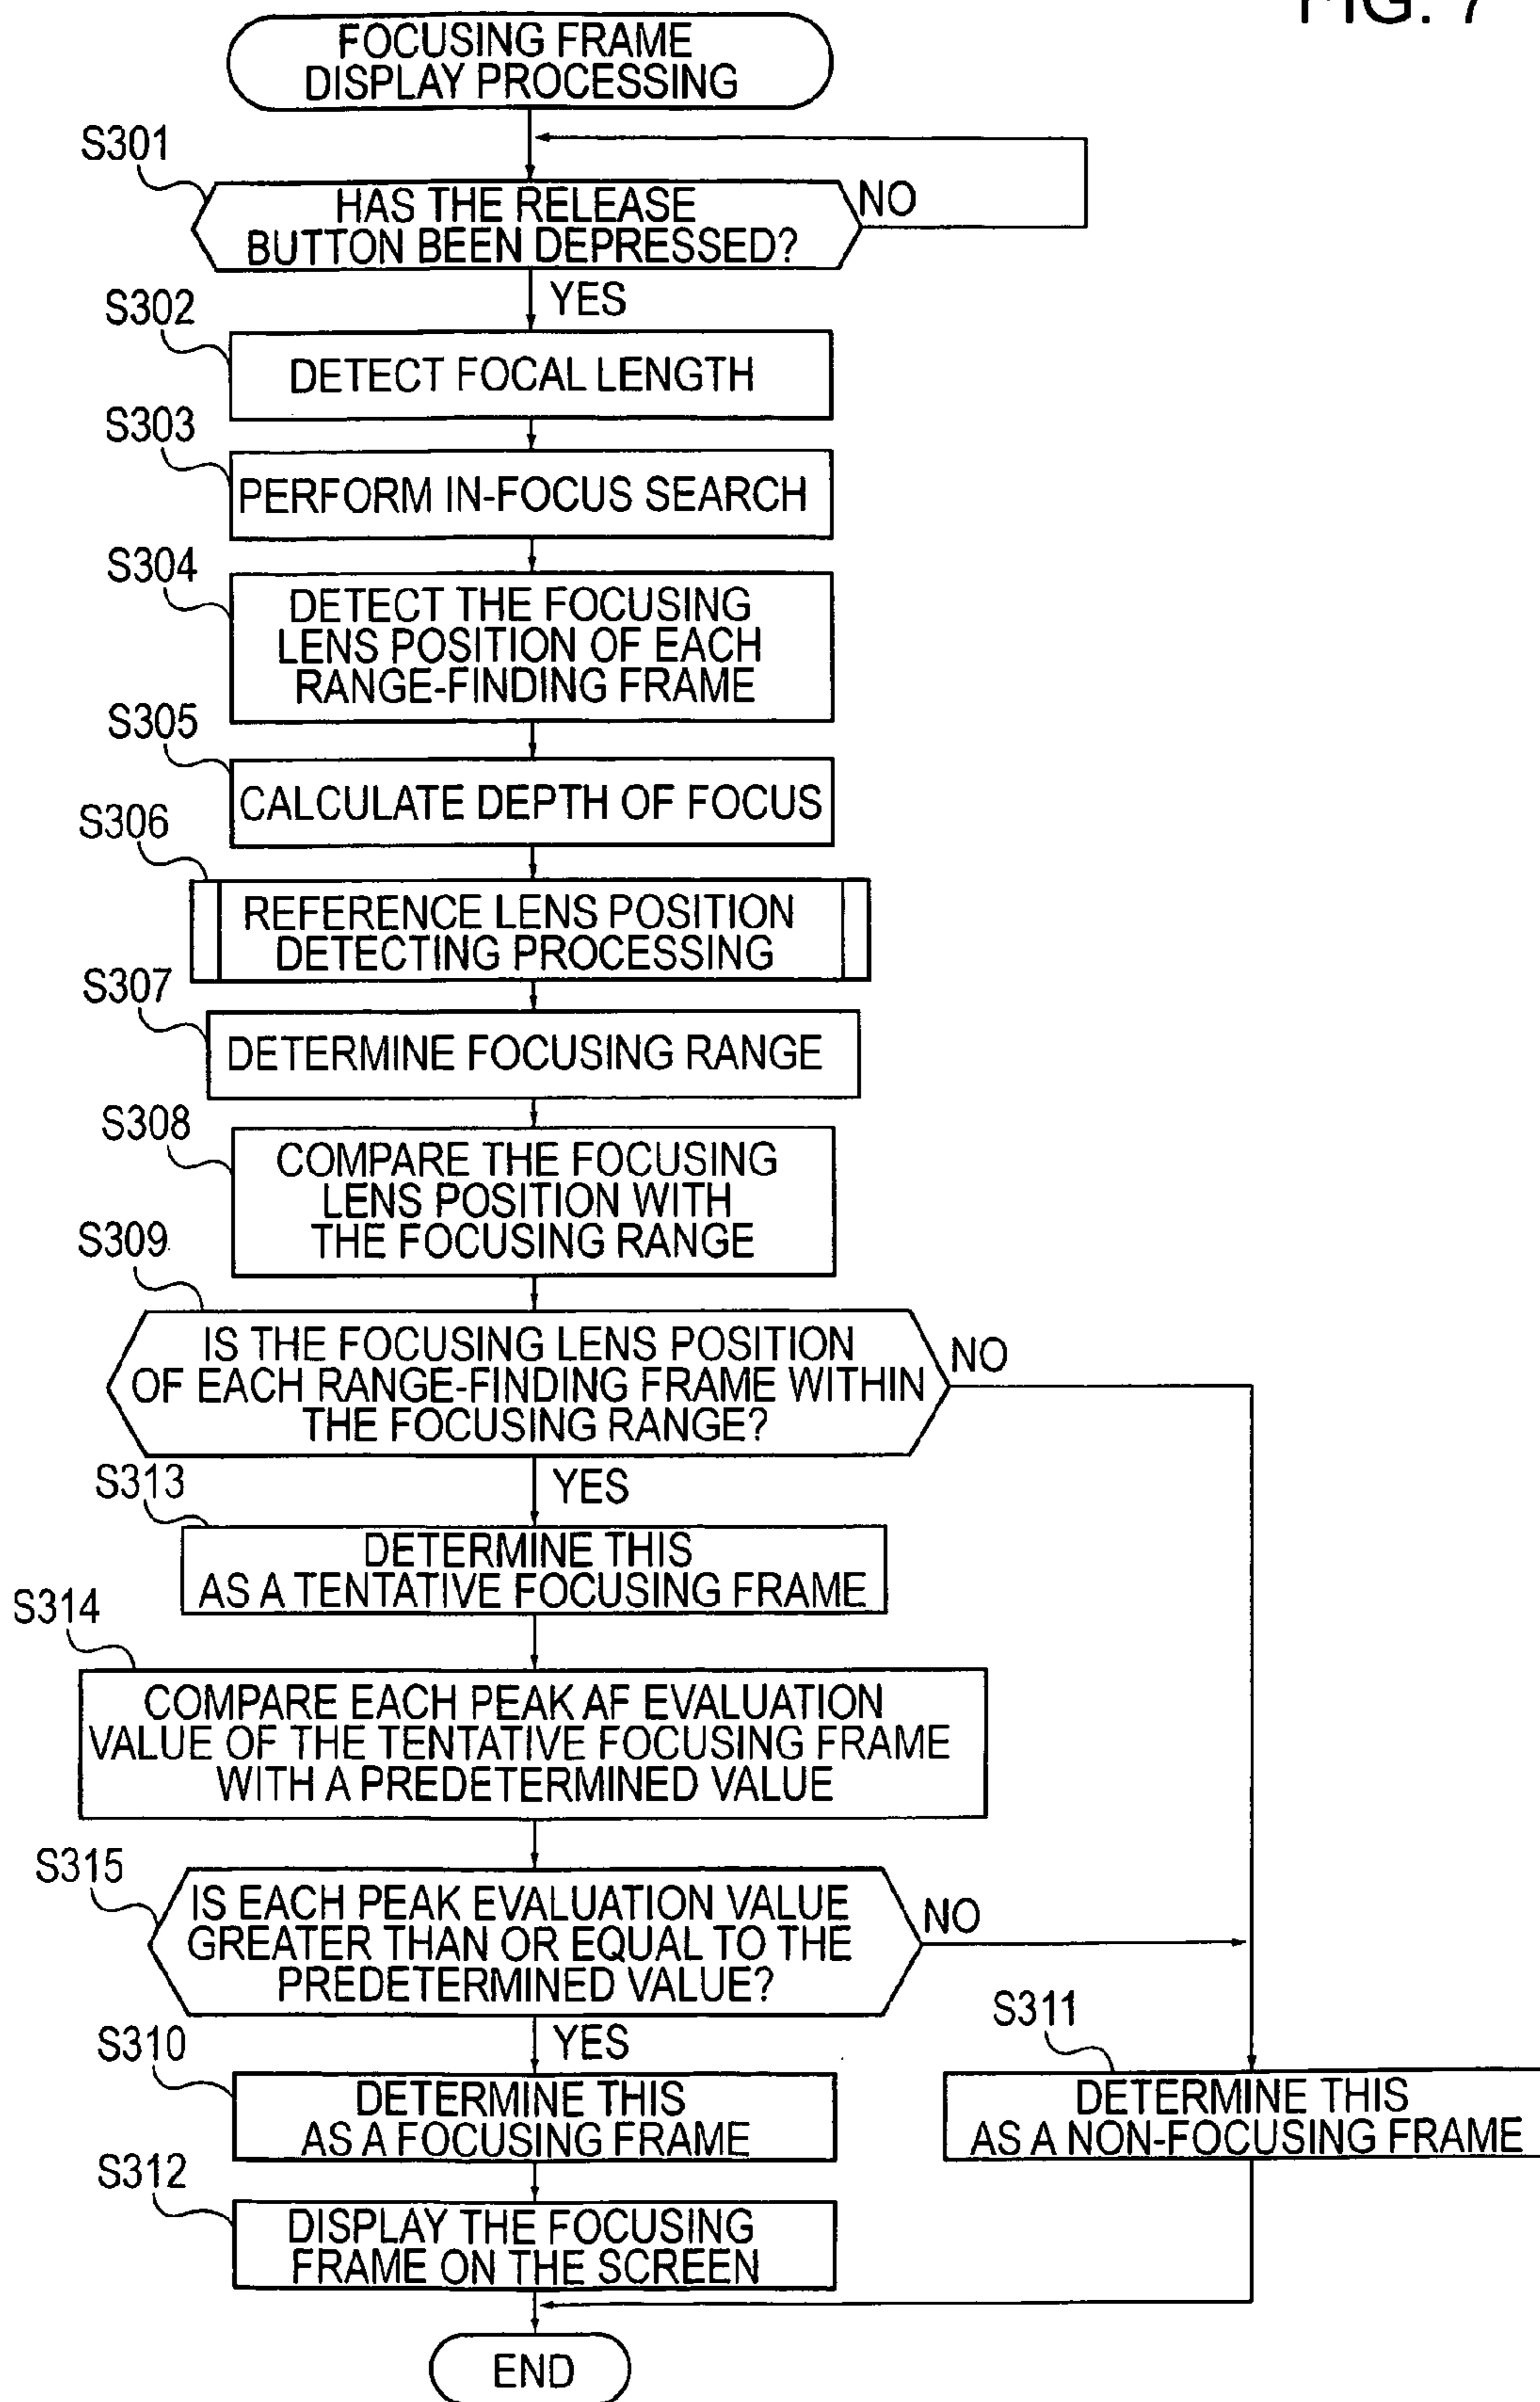 FIG. 7
FOCUSING FRAME
DISPLAY PROCESSING
S301
HAS THE RELEASE
BUTTON BEEN DEPRESSED?
NO
YES
S302
DETECT FOCAL LENGTH
S303
PERFORM IN-FOCUS SEARCH
S304
DETECT THE FOCUSING
LENS POSITION OF EACH
RANGE-FINDING FRAME
S305
CALCULATE DEPTH OF FOCUS
S306
REFERENCE LENS POSITION
DETECTING PROCESSING
S307
DETERMINE FOCUSING RANGE
S308
COMPARE THE FOCUSING
LENS POSITION WITH
THE FOCUSING RANGE
S309
IS THE FOCUSING LENS POSITION
OF EACH RANGE-FINDING FRAME WITHIN
THE FOCUSING RANGE?
NO
YES
S313
DETERMINE THIS
AS A TENTATIVE FOCUSING FRAME
S314
COMPARE EACH PEAK AF EVALUATION
VALUE OF THE TENTATIVE FOCUSING FRAME
WITH A PREDETERMINED VALUE
S315
IS EACH PEAK EVALUATION VALUE
GREATER THAN OR EQUAL TO THE
PREDETERMINED VALUE?
NO
YES
S310
DETERMINE THIS
AS A FOCUSING FRAME
S311
DETERMINE THIS
AS A NON-FOCUSING FRAME
S312
DISPLAY THE FOCUSING
FRAME ON THE SCREEN
END